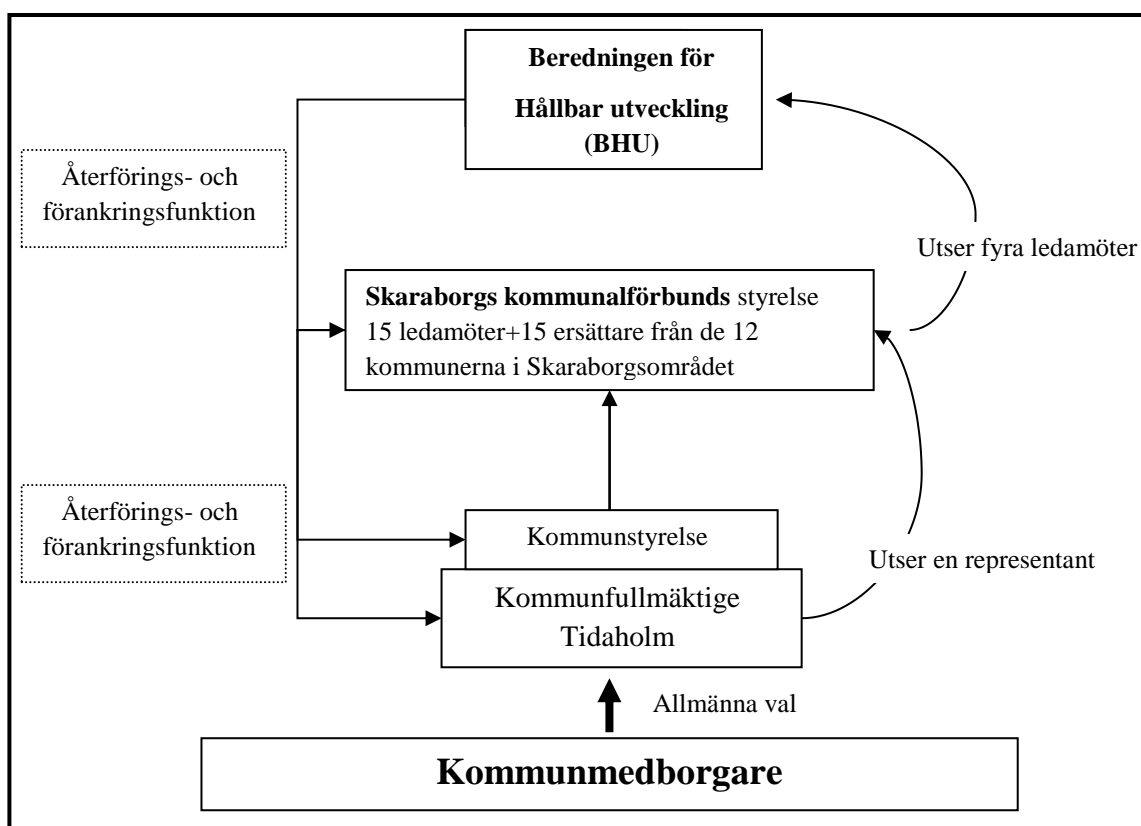 Beredningen för
Hållbar utveckling
(BHU)
Återförings- och
förankringsfunktion
Utser fyra ledamöter
Skaraborgs kommunalförbunds styrelse
15 ledamöter+15 ersättare från de 12
kommunerna i Skaraborgsområdet
Återförings- och
förankringsfunktion
Kommunstyrelse
Utser en representant
Kommunfullmäktige
Tidaholm
Allmänna val
Kommunmedborgare